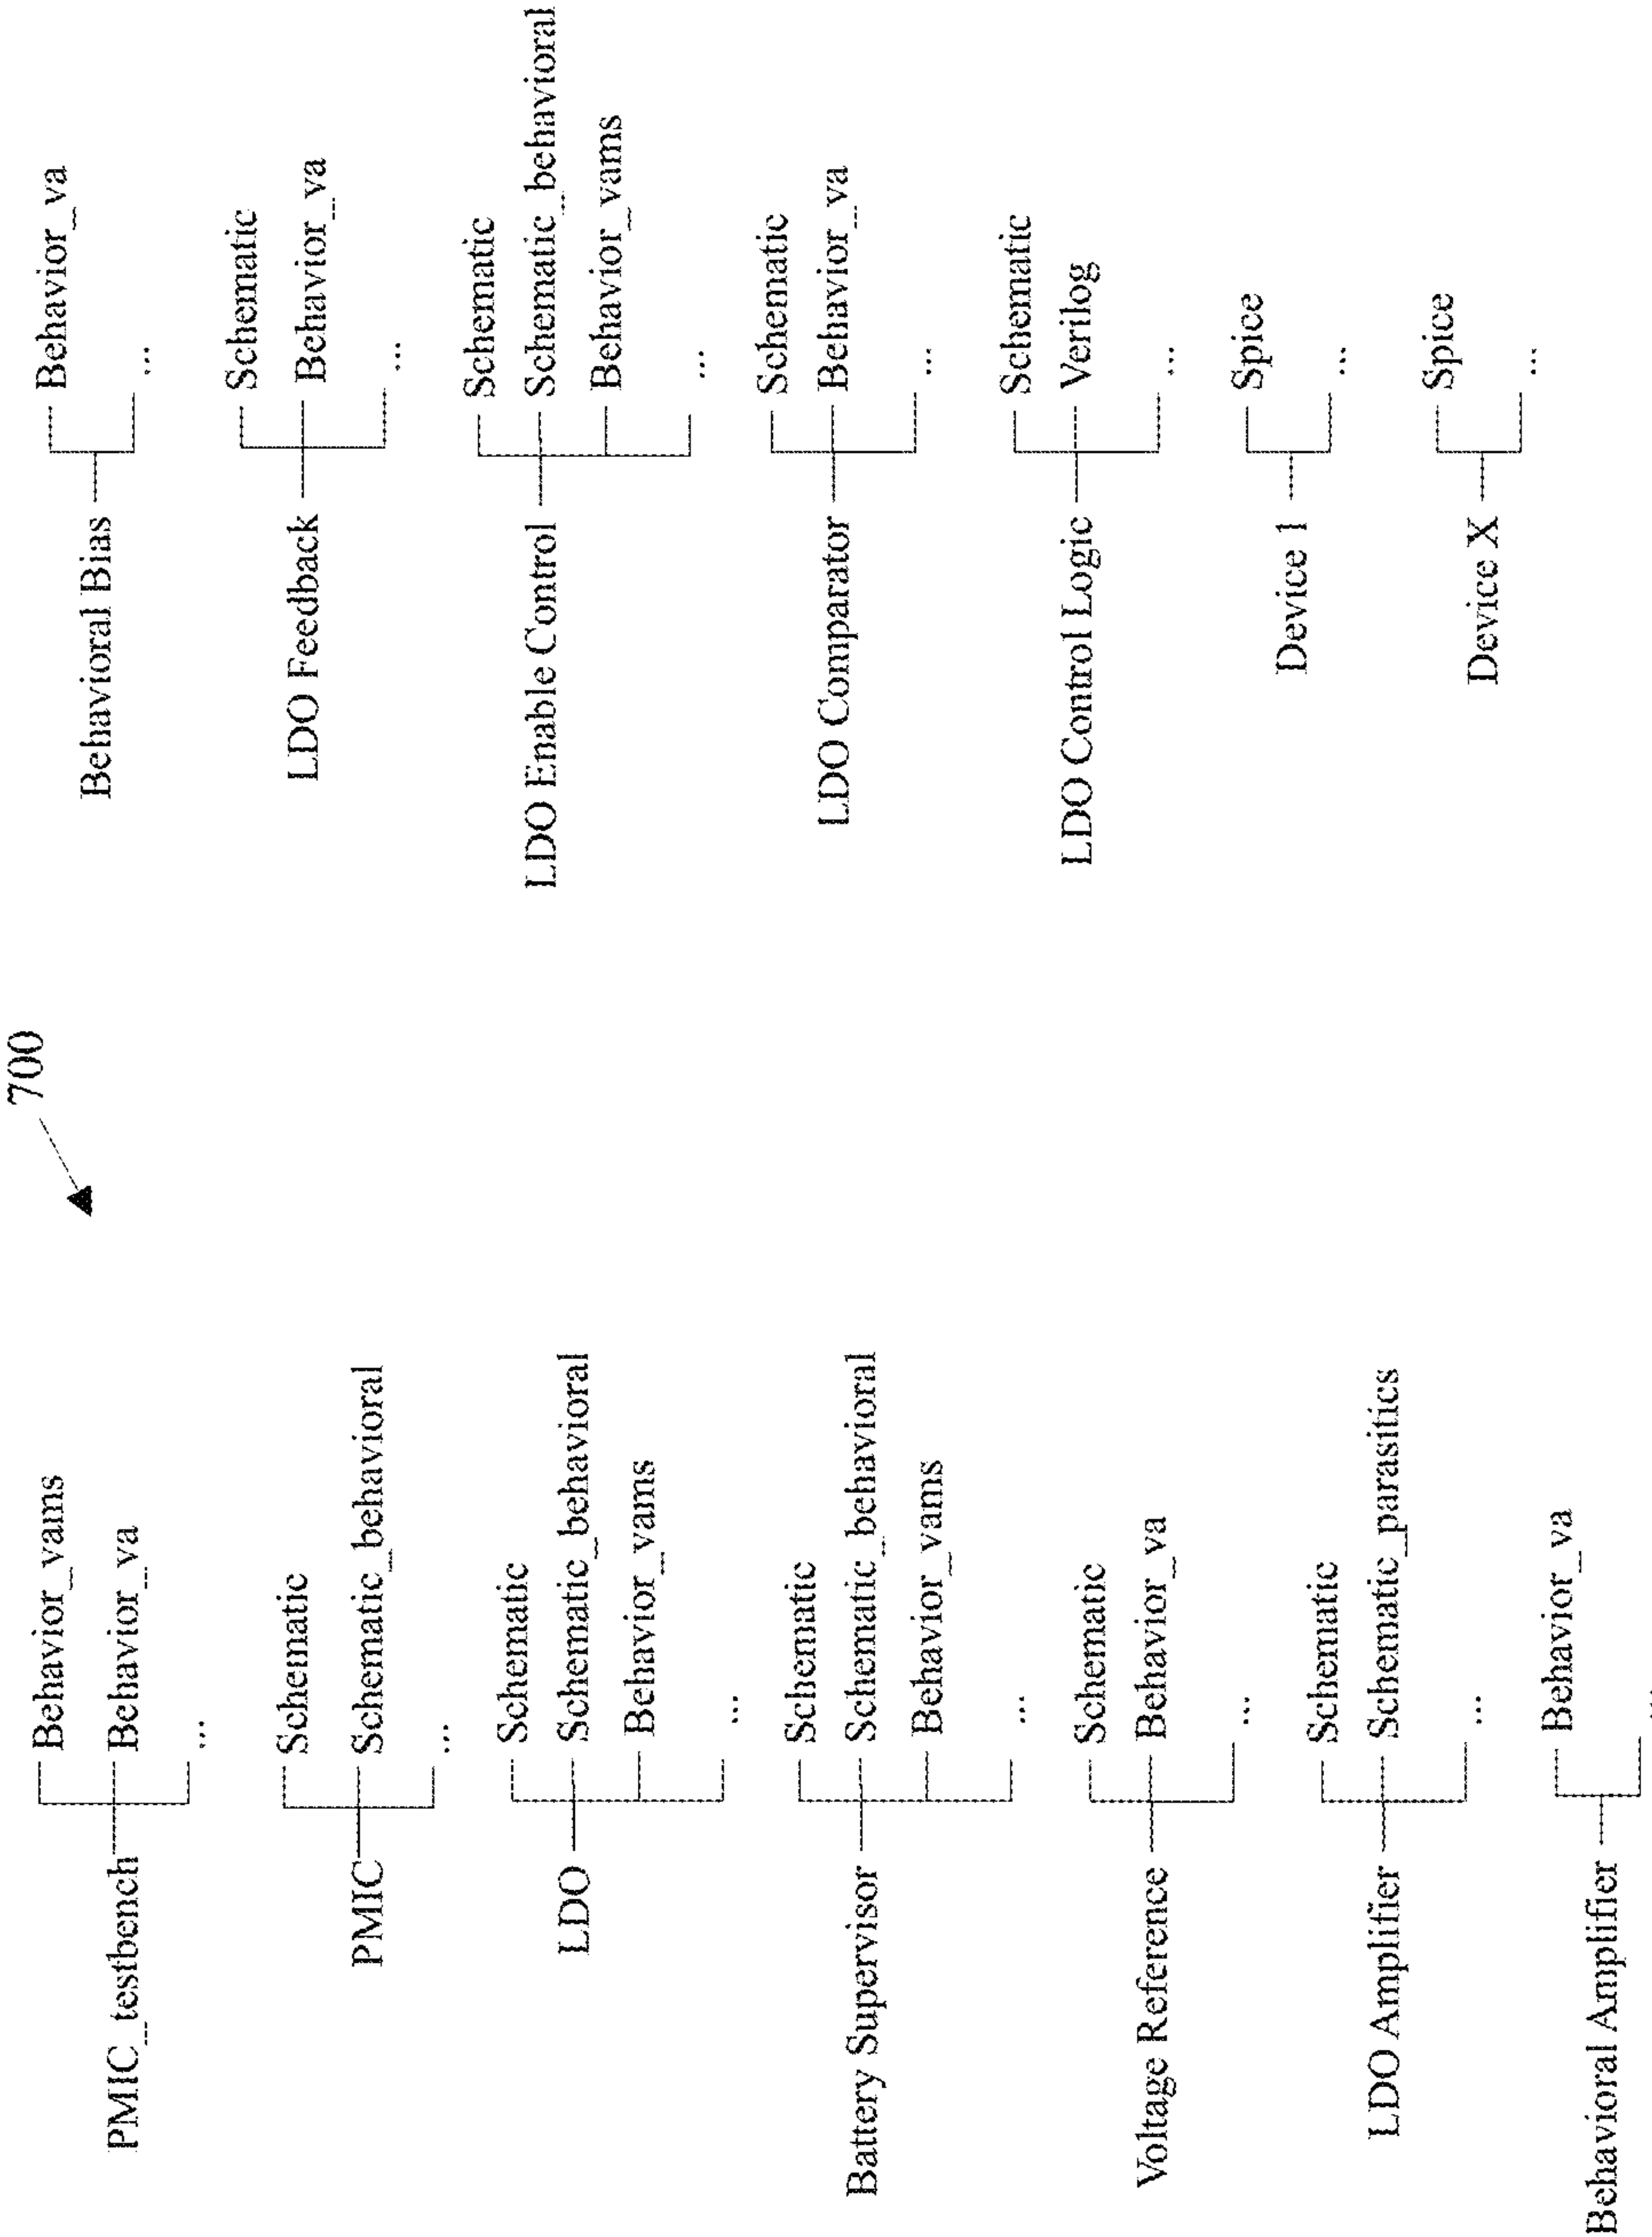 700
PMIC_testbench
Behavior_vams
Behavior_va
...
PMIC
Schematic
Schematic_behavioral
...
LDO
Schematic
Schematic_behavioral
Behavior_vams
...
Battery Supervisor
Schematic
Schematic_behavioral
Behavior_vams
...
Voltage Reference
Schematic
Behavior_va
...
LDO Amplifier
Schematic
Schematic_parasitics
...
Behavioral Amplifier
Behavior_va
...
Behavioral Bias
Behavior_va
...
LDO Feedback
Schematic
Behavior_va
...
LDO Enable Control
Schematic
Schematic_behavioral
Behavior_vams
...
LDO Comparator
Schematic
Behavior_va
...
LDO Control Logic
Schematic
Verilog
...
Device 1
Spice
...
Device X
Spice
...